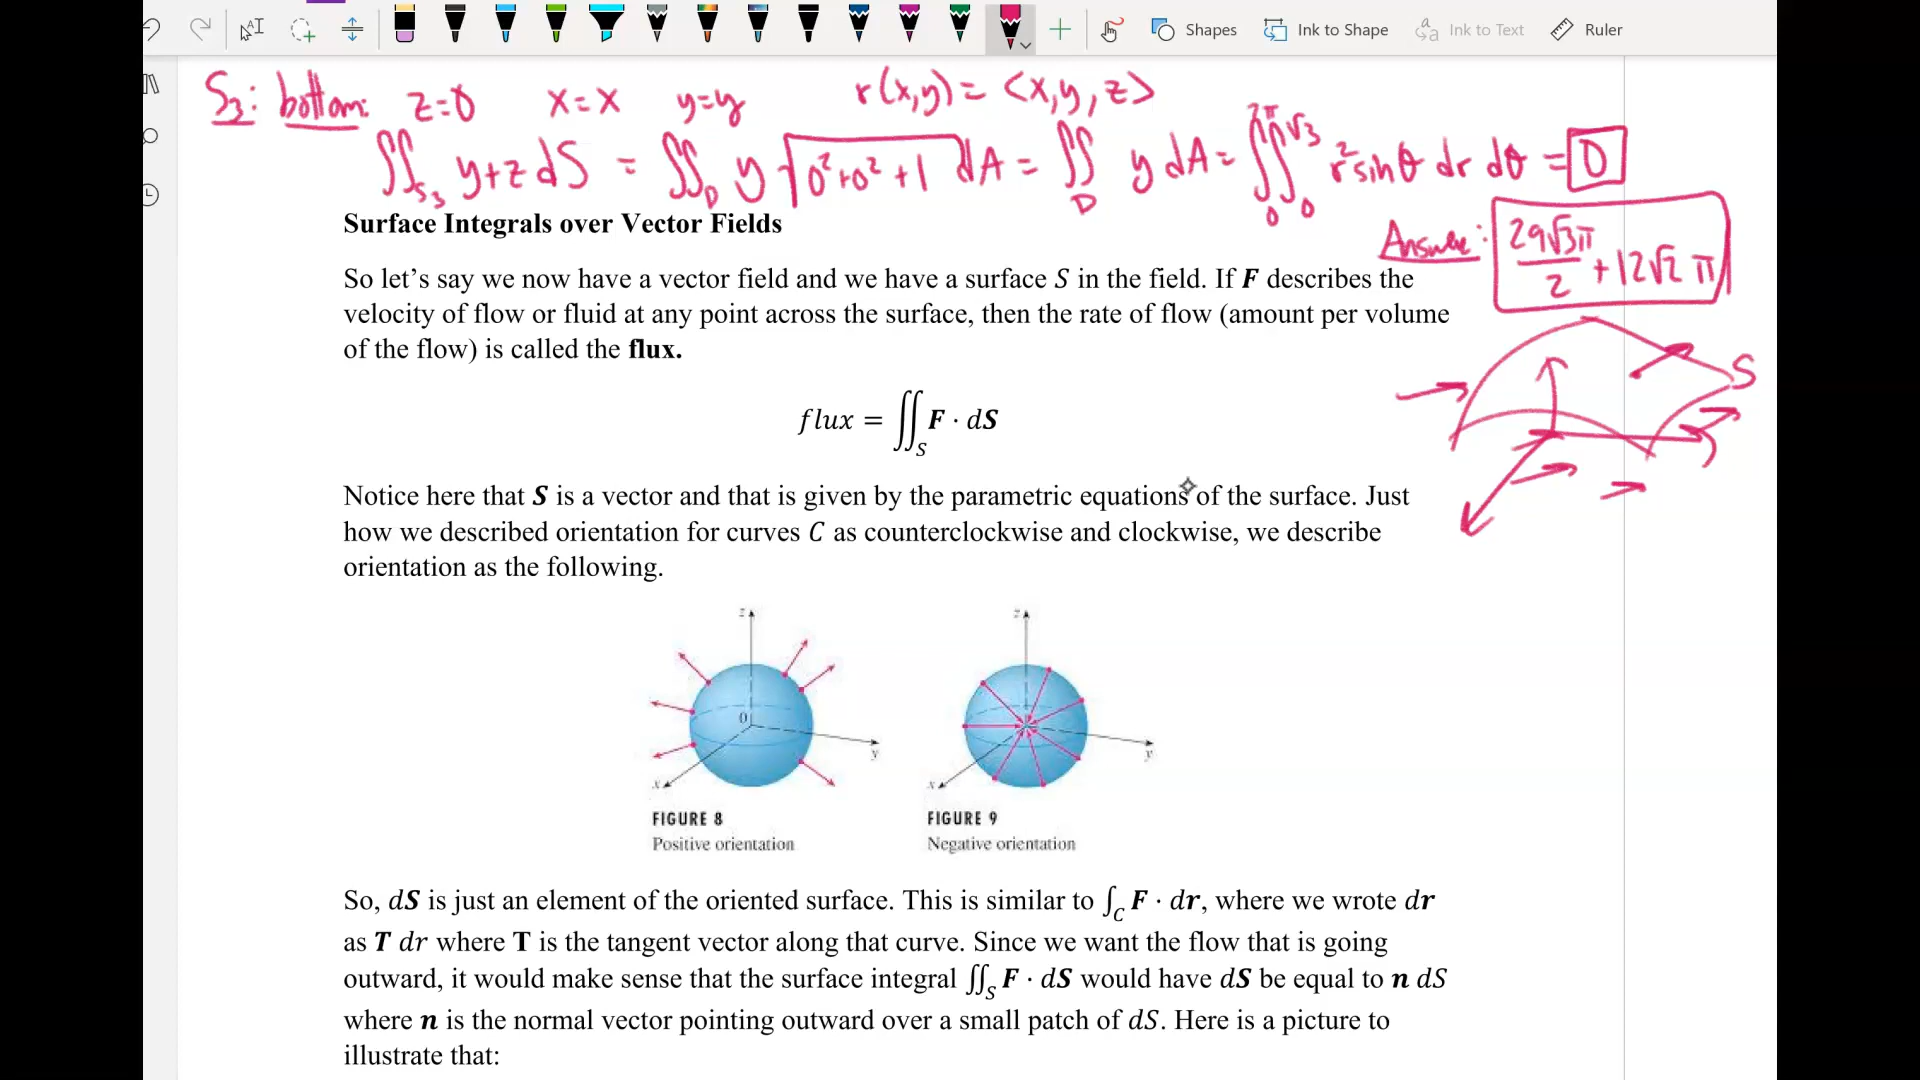 Shapes Ink to Shape Ink to Text Ruler
S₃: bottom: z=0 x=x y=y r(x,y) = <x,y,z>
∬_{S₃} y+z dS = ∬_D y √(0²+0²+1) dA = ∬_D y dA = ∫₀^{2π} ∫₀^{√3} r² sinθ dr dθ = 0
Surface Integrals over Vector Fields
Answer: 29√3π/2 + 12√2 π
So let’s say we now have a vector field and we have a surface S in the field. If F describes the
velocity of flow or fluid at any point across the surface, then the rate of flow (amount per volume
of the flow) is called the flux.
S
flux = ∬_S F · dS
Notice here that S is a vector and that is given by the parametric equations of the surface. Just
how we described orientation for curves C as counterclockwise and clockwise, we describe
orientation as the following.
z z
0
y y
x x
FIGURE 8 FIGURE 9
Positive orientation Negative orientation
So, dS is just an element of the oriented surface. This is similar to ∫_C F · dr, where we wrote dr
as T dr where T is the tangent vector along that curve. Since we want the flow that is going
outward, it would make sense that the surface integral ∬_S F · dS would have dS be equal to n dS
where n is the normal vector pointing outward over a small patch of dS. Here is a picture to
illustrate that: